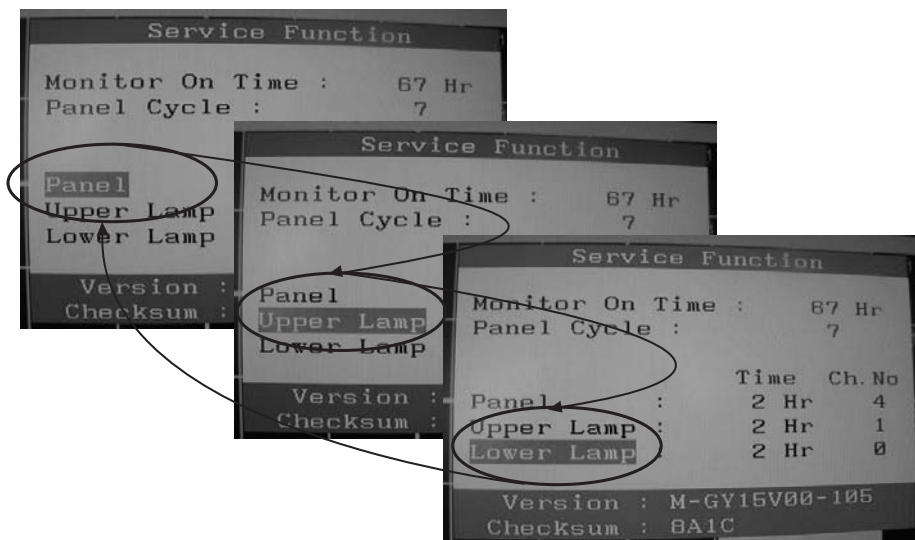 Service Function
Monitor On Time : 67 Hr
Panel Cycle : 7
Panel
Upper Lamp
Lower Lamp
Version :
Checksum :
Service Function
Monitor On Time : 67 Hr
Panel Cycle : 7
Panel
Upper Lamp
Lower Lamp
Version :
Checksum :
Service Function
Monitor On Time : 67 Hr
Panel Cycle : 7
Time Ch.No
Panel : 2 Hr 4
Upper Lamp : 2 Hr 1
Lower Lamp : 2 Hr 0
Version : M-GY15V00-105
Checksum : 8A1C